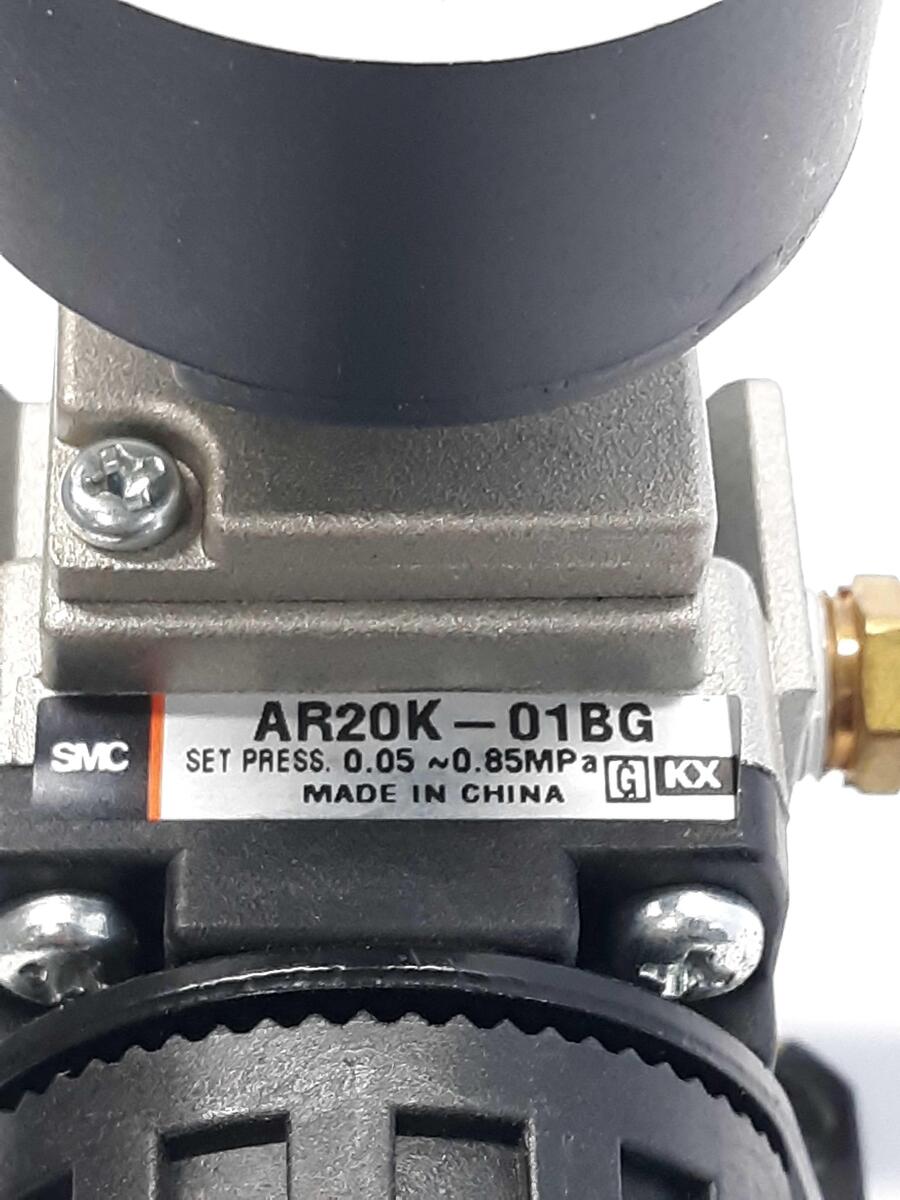 AR20K-01BG
SMC
SET PRESS. 0.05 ~0.85MPa G KX
MADE IN CHINA